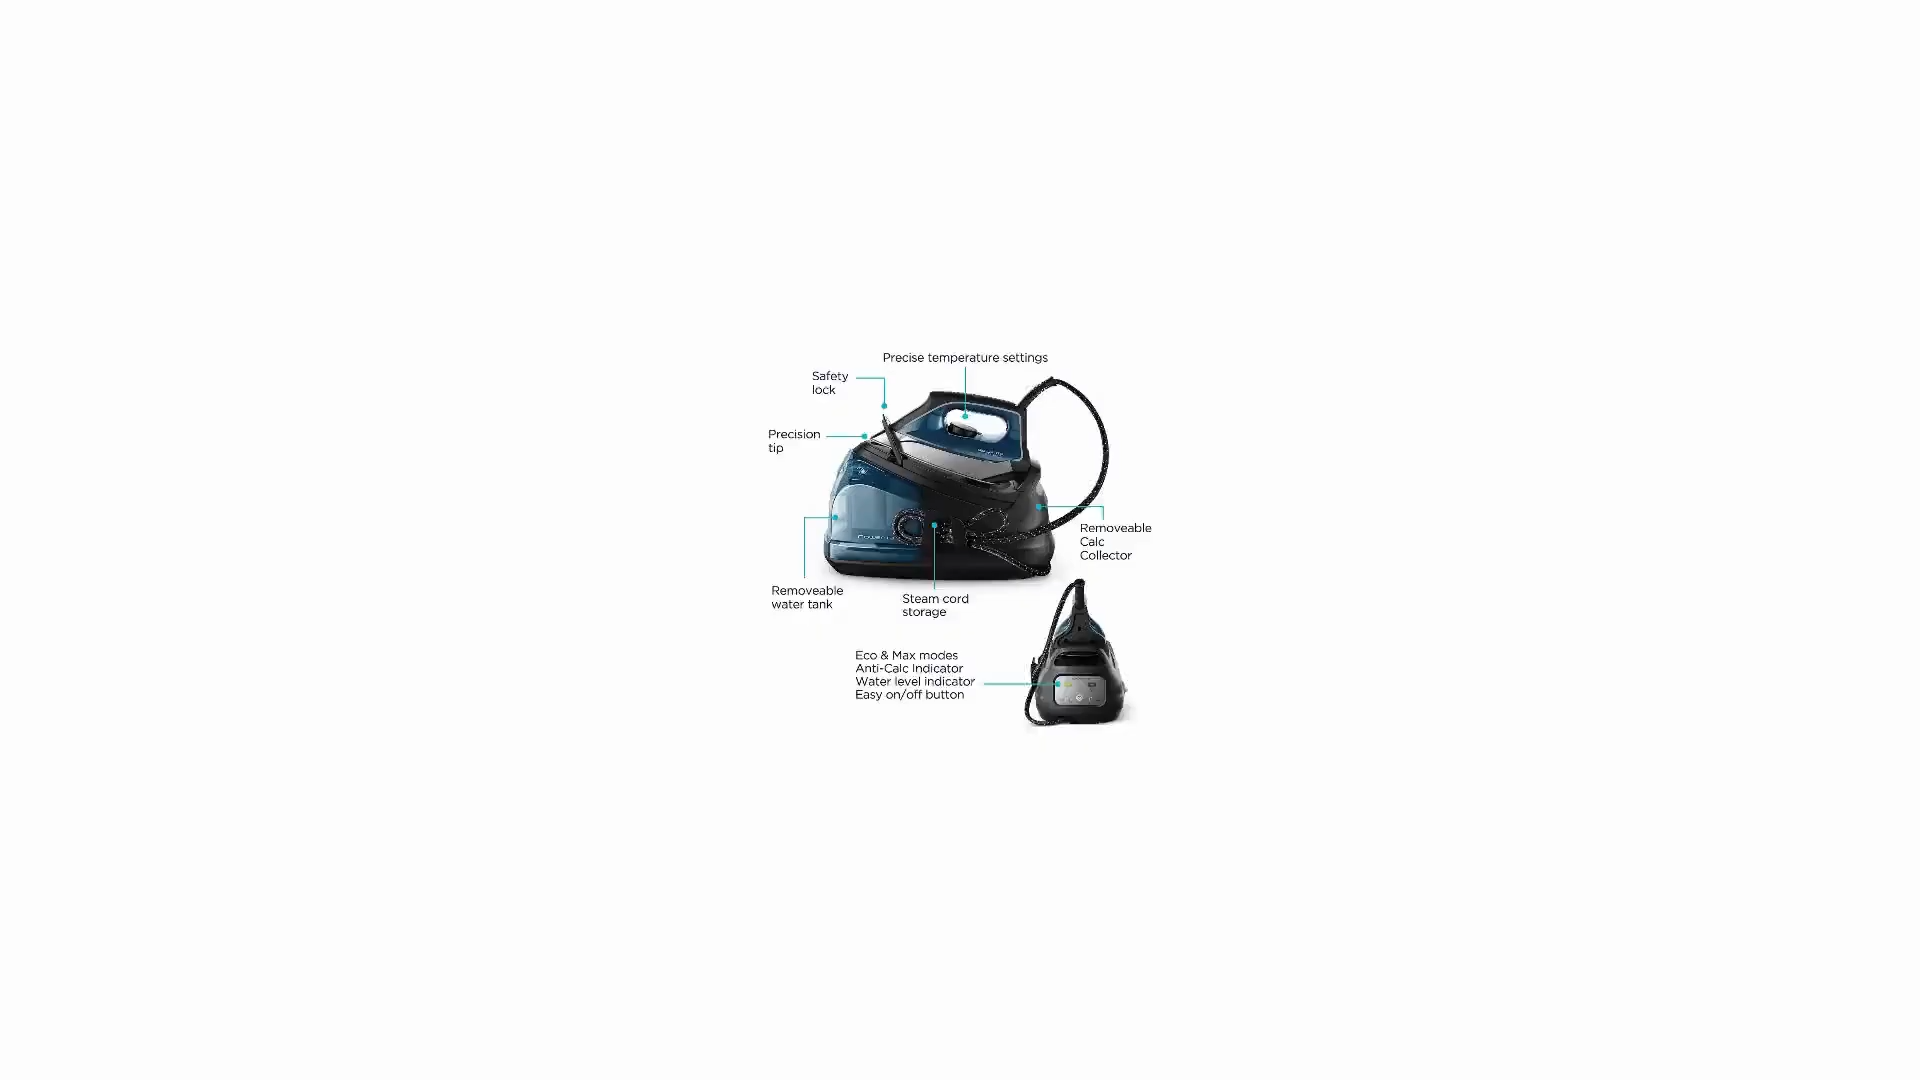 Precise temperature settings
Safety
lock
Precision
tip
Removeable
Calc
Collector
Removeable
water tank
Steam cord
storage
Eco & Max modes
Anti-Calc Indicator
Water level indicator
Easy on/off button